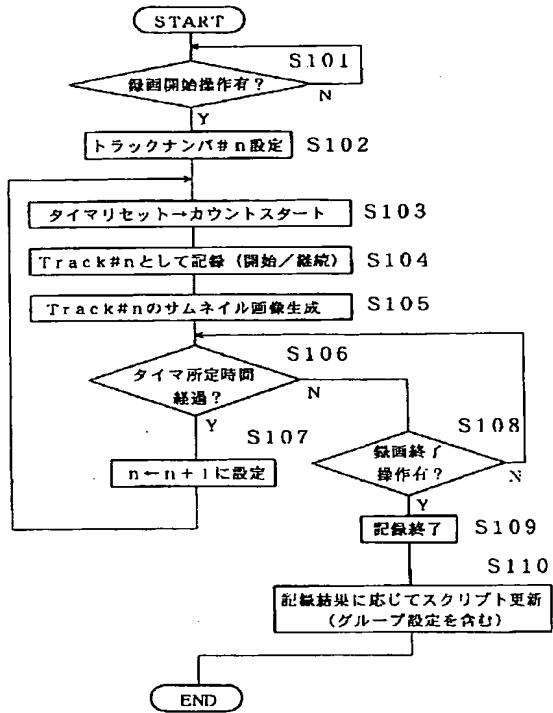 START
S101
録画開始操作有?
N
Y
トラックナンバ#n設定 S102
タイマリセット→カウントスタート S103
Track#nとして記録(開始/継続) S104
Track#nのサムネイル画像生成 S105
S106
タイマ所定時間
経過?
N
Y
S107
S108
n←n+1に設定
録画終了
操作有?
N
Y
記録終了 S109
S110
記録結果に応じてスクリプト更新
(グループ設定を含む)
END